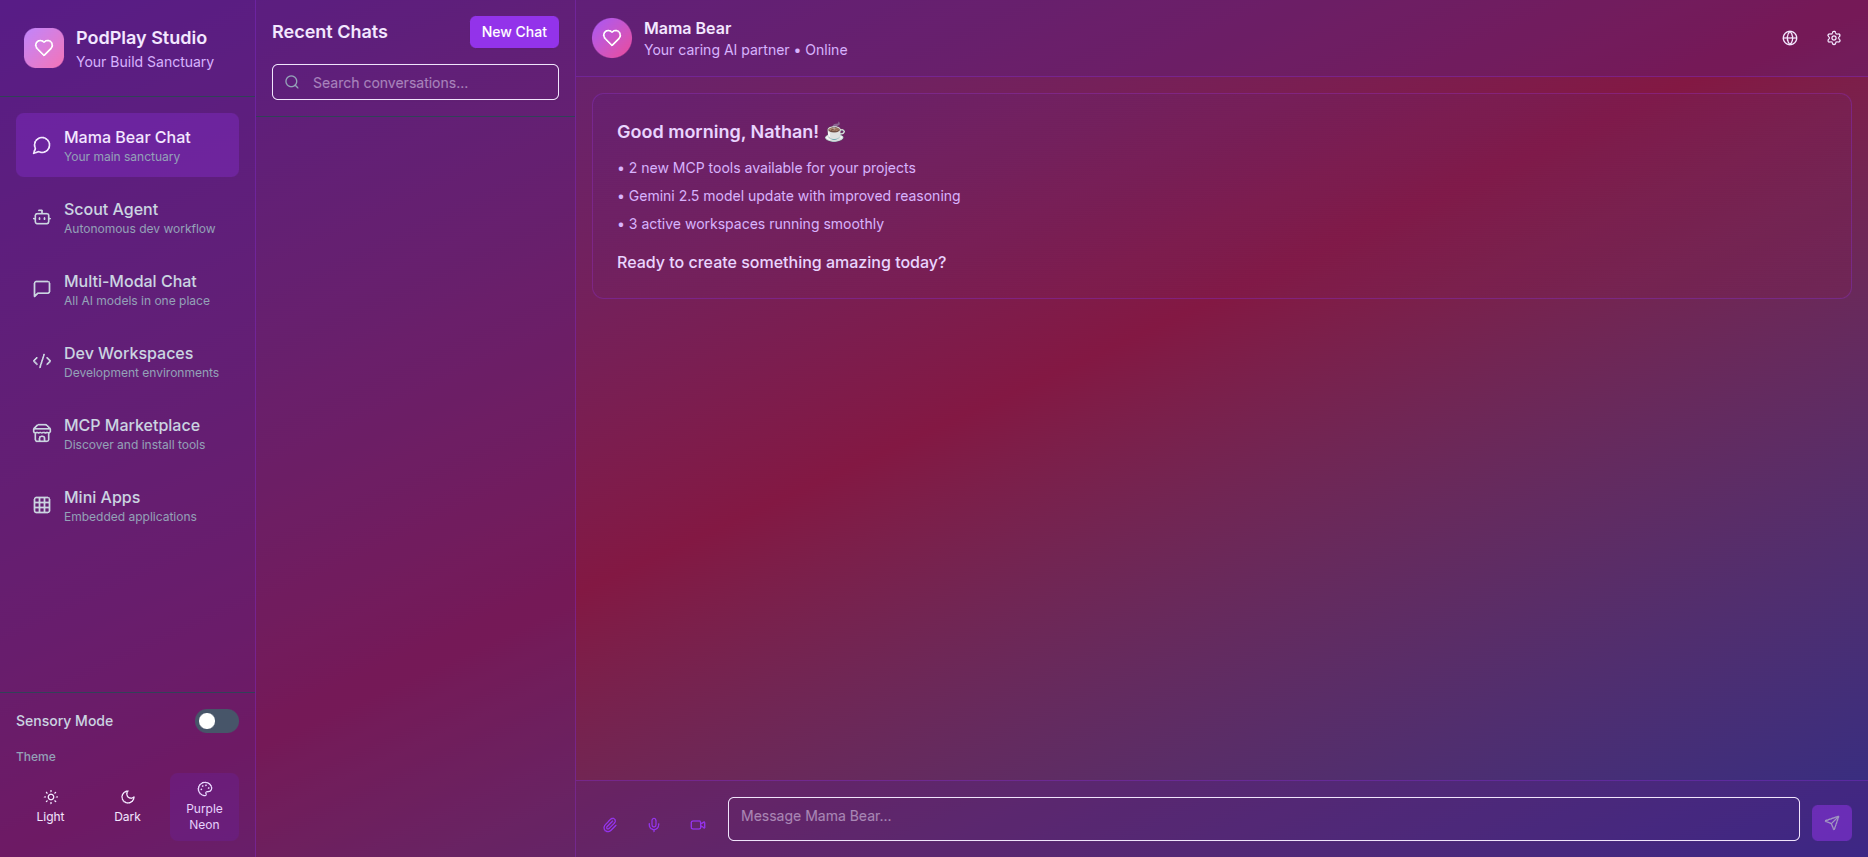 PodPlay Studio
Your Build Sanctuary
Mama Bear Chat
Your main sanctuary
Scout Agent
Autonomous dev workflow
Multi-Modal Chat
All AI models in one place
Dev Workspaces
Development environments
MCP Marketplace
Discover and install tools
Mini Apps
Embedded applications
Sensory Mode
Theme
Light
Dark
Purple
Neon
Recent Chats
New Chat
Search conversations...
Mama Bear
Your caring AI partner • Online
Good morning, Nathan! ☕
• 2 new MCP tools available for your projects
• Gemini 2.5 model update with improved reasoning
• 3 active workspaces running smoothly
Ready to create something amazing today?
Message Mama Bear...